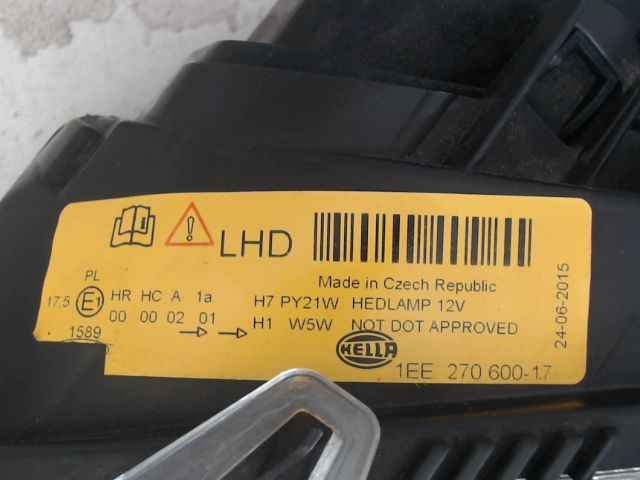 LHD
Made in Czech Republic
PL
17,5 E1 HR HC A 1a H7 PY21W HEDLAMP 12V
00 00 02 01 H1 W5W NOT DOT APPROVED
1589
HELLA
1EE 270 600-17
24-06-2015